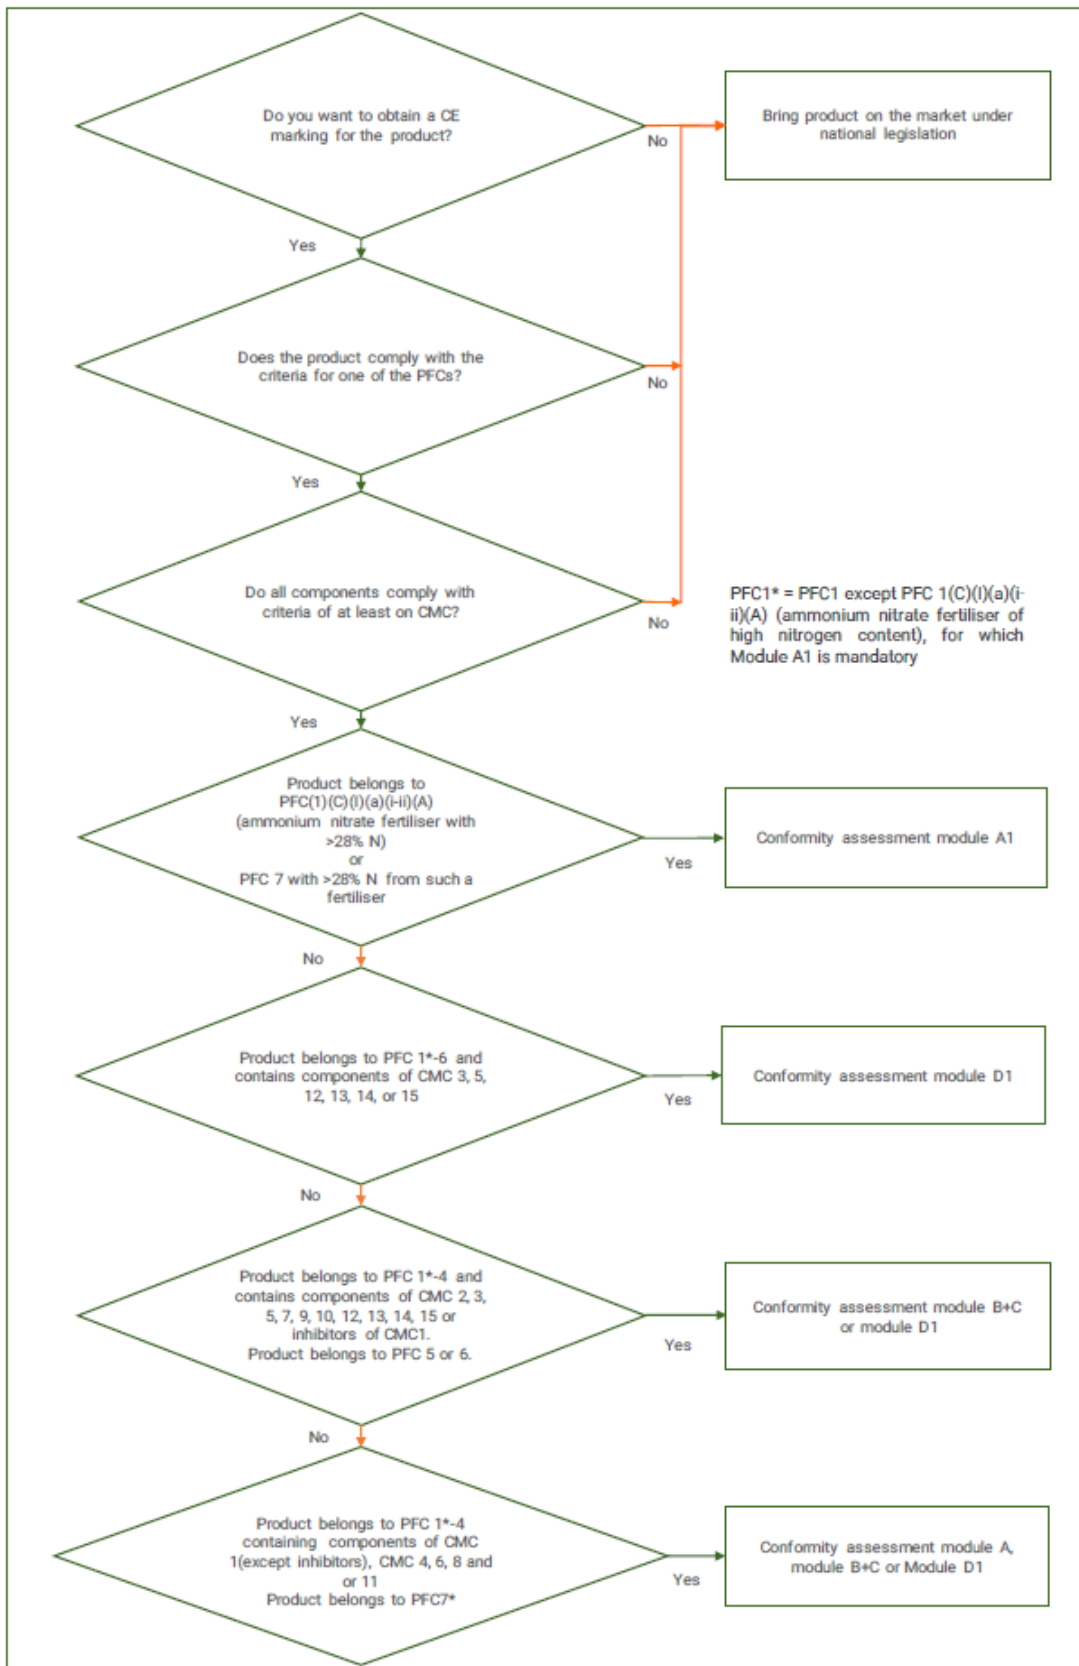 Do you want to obtain a CE
marking for the product?
No
Bring product on the market under
national legislation
Yes
Does the product comply with the
criteria for one of the PFCs?
No
Yes
Do all components comply with
criteria of at least on CMC?
No
PFC1* = PFC1 except PFC 1(C)(I)(a)(i-
ii)(A) (ammonium nitrate fertiliser of
high nitrogen content), for which
Module A1 is mandatory
Yes
Product belongs to
PFC(1)(C)(I)(a)(i-ii)(A)
(ammonium nitrate fertiliser with
>28% N)
or
PFC 7 with >28% N from such a
fertiliser
Yes
Conformity assessment module A1
No
Product belongs to PFC 1*-6 and
contains components of CMC 3, 5,
12, 13, 14, or 15
Yes
Conformity assessment module D1
No
Product belongs to PFC 1*-4 and
contains components of CMC 2, 3,
5, 7, 9, 10, 12, 13, 14, 15 or
inhibitors of CMC1.
Product belongs to PFC 5 or 6.
Yes
Conformity assessment module B+C
or module D1
No
Product belongs to PFC 1*-4
containing components of CMC
1(except inhibitors), CMC 4, 6, 8 and
or 11
Product belongs to PFC7*
Yes
Conformity assessment module A,
module B+C or Module D1